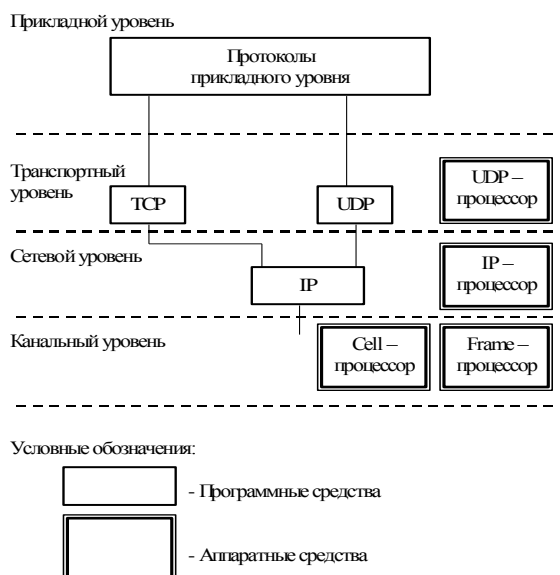 Прикладной уровень
Протоколы
прикладного уровня
Транспортный
уровень
TCP
UDP
UDP –
процессор
Сетевой уровень
IP
IP –
процессор
Канальный уровень
Cell –
процессор
Frame –
процессор
Условные обозначения:
- Программные средства
- Аппаратные средства